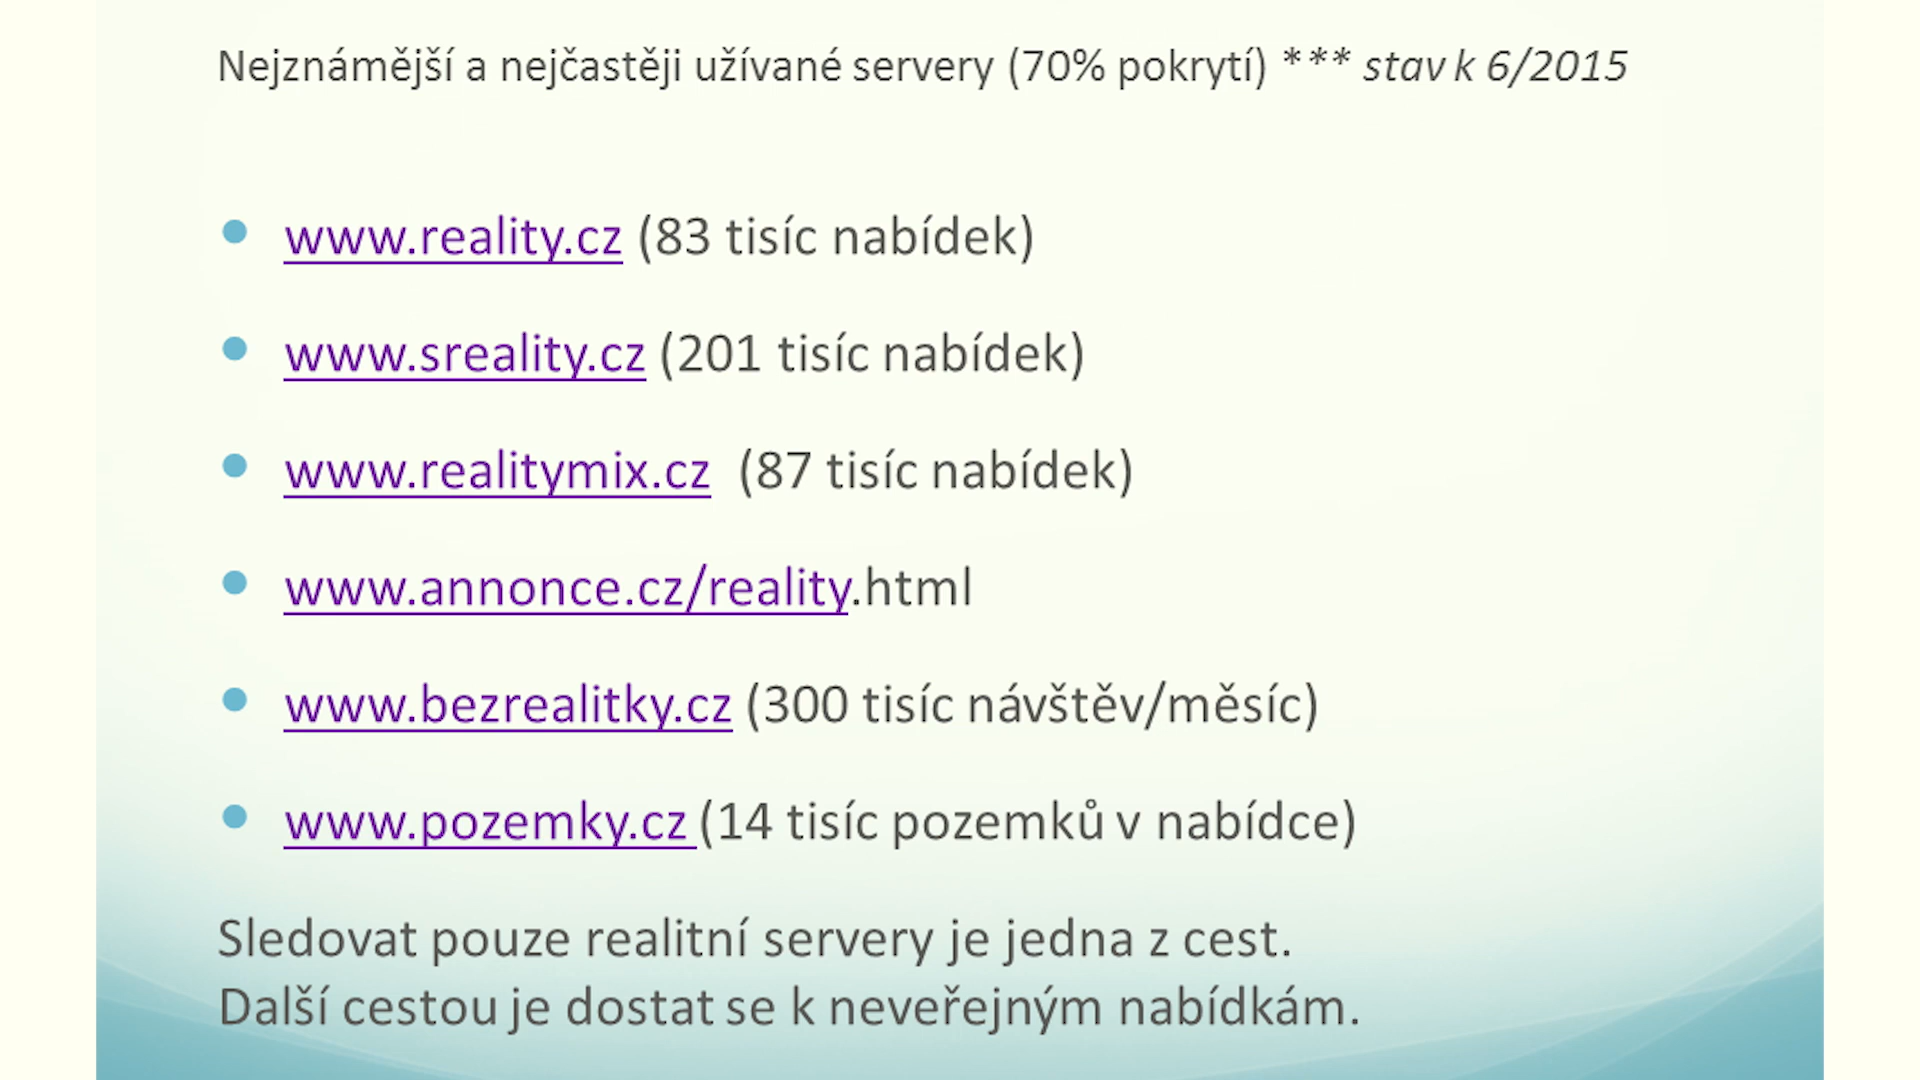 Nejznámější a nejčastěji užívané servery (70% pokrytí) *** stav k 6/2015
www.reality.cz (83 tisíc nabídek)
www.sreality.cz (201 tisíc nabídek)
www.realitymix.cz (87 tisíc nabídek)
www.annonce.cz/reality.html
www.bezrealitky.cz (300 tisíc návštěv/měsíc)
www.pozemky.cz (14 tisíc pozemků v nabídce)
Sledovat pouze realitní servery je jedna z cest.
Další cestou je dostat se k neveřejným nabídkám.